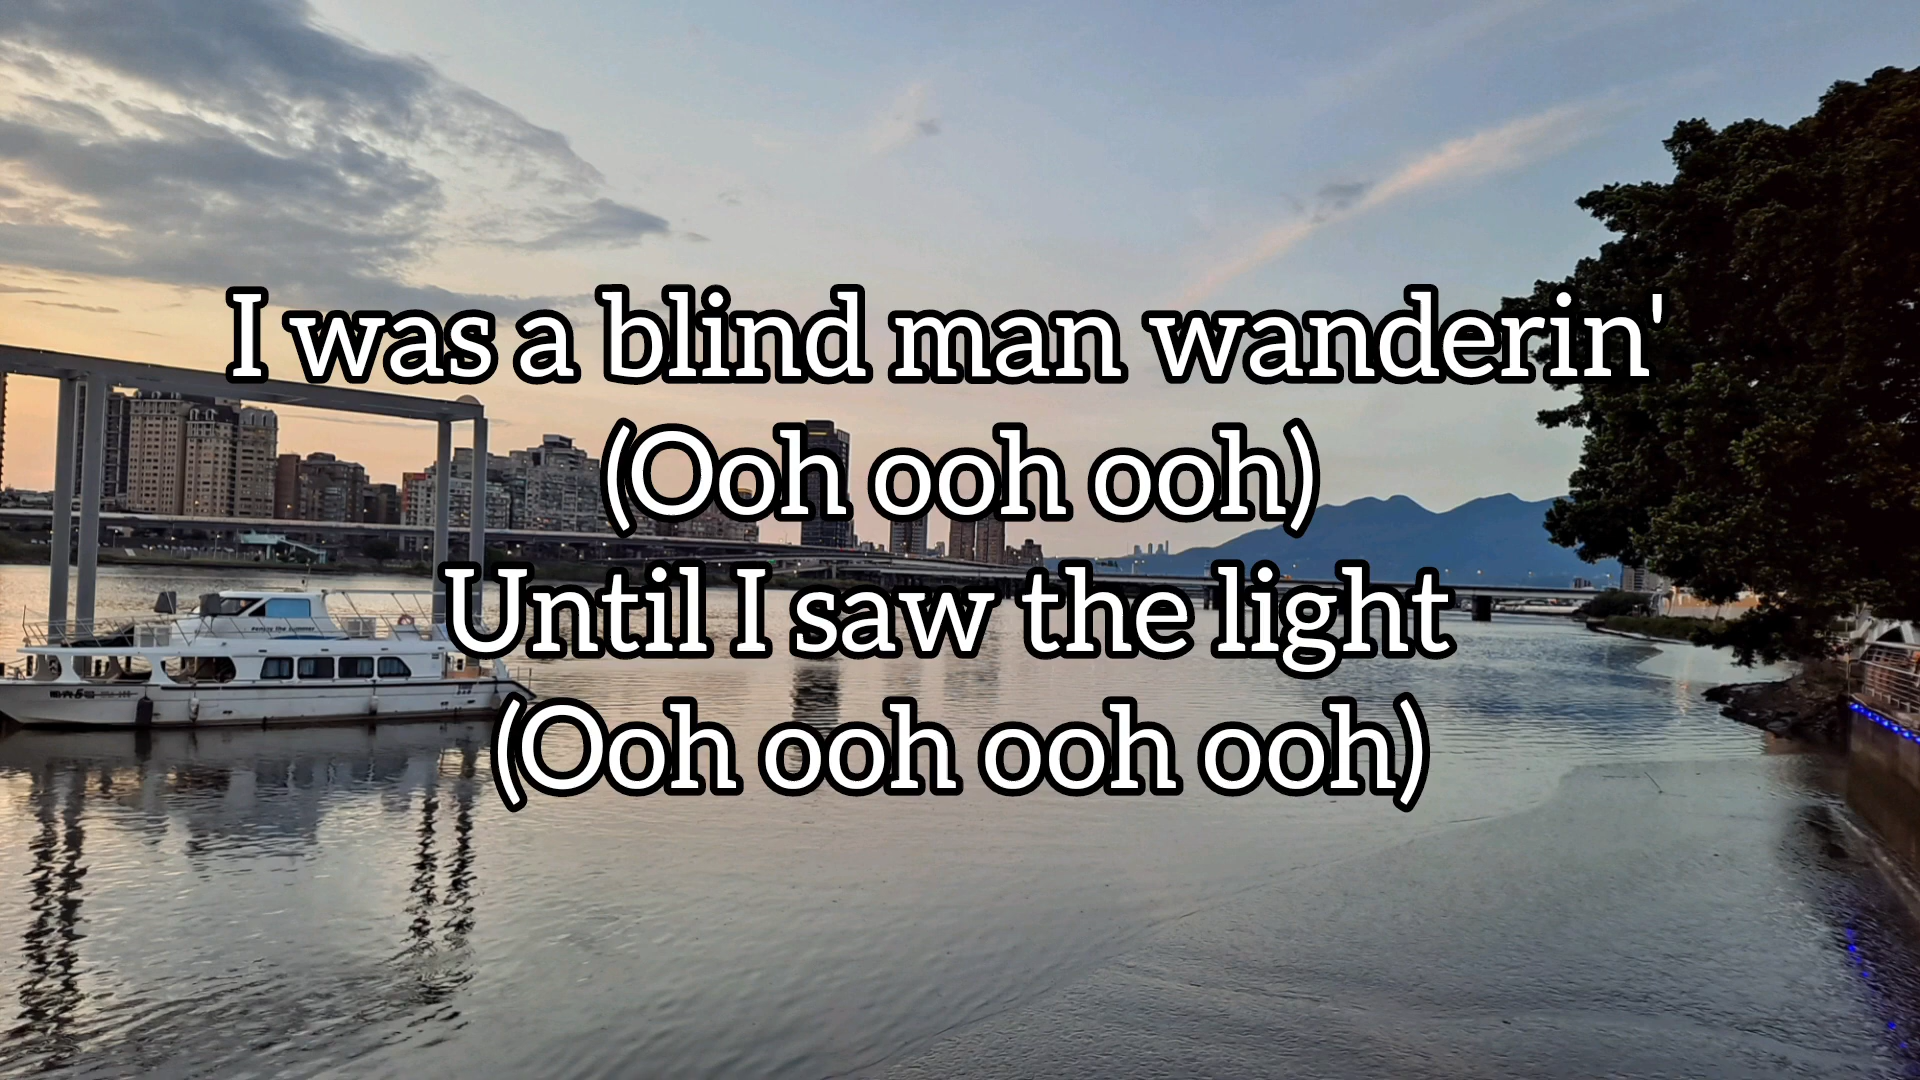 I was a blind man wanderin'
(Ooh ooh ooh)
Until I saw the light
(Ooh ooh ooh ooh)